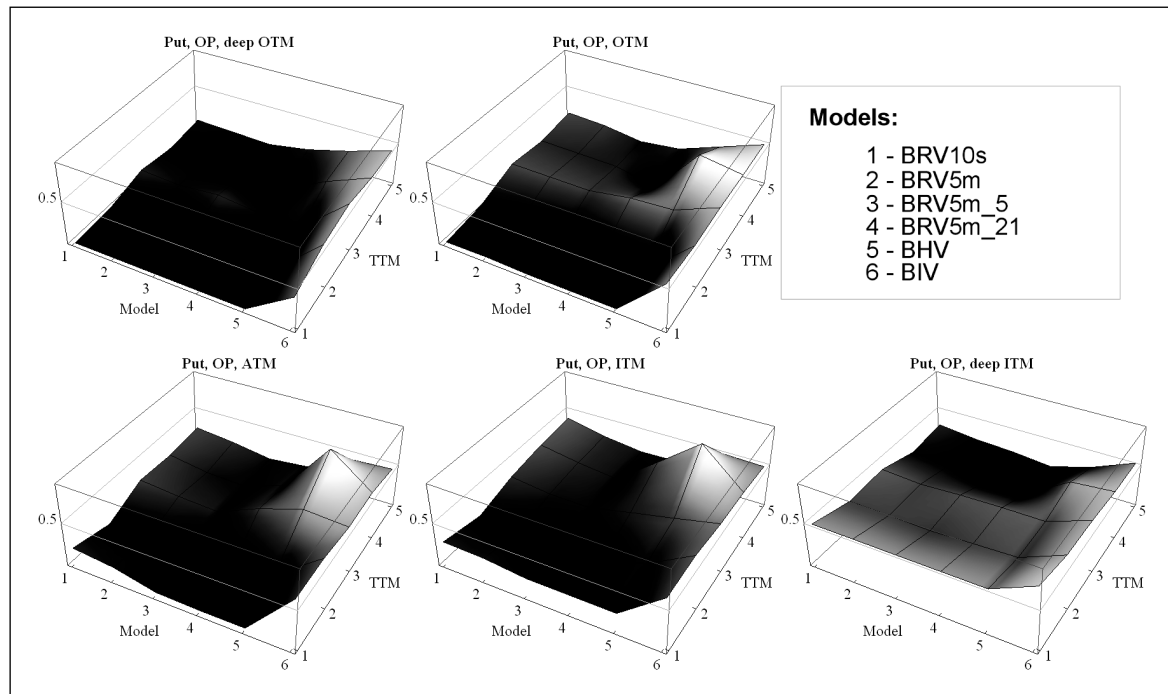 Put, OP, deep OTM
0.5
1
2
3
4
5
6
Model
1
2
3
4
5
TTM
Put, OP, OTM
0.5
1
2
3
4
5
6
Model
1
2
3
4
5
TTM
Models:
1 - BRV10s
2 - BRV5m
3 - BRV5m_5
4 - BRV5m_21
5 - BHV
6 - BIV
Put, OP, ATM
0.5
1
2
3
4
5
6
Model
1
2
3
4
5
TTM
Put, OP, ITM
0.5
1
2
3
4
5
6
Model
1
2
3
4
5
TTM
Put, OP, deep ITM
0.5
1
2
3
4
5
6
Model
1
2
3
4
5
TTM